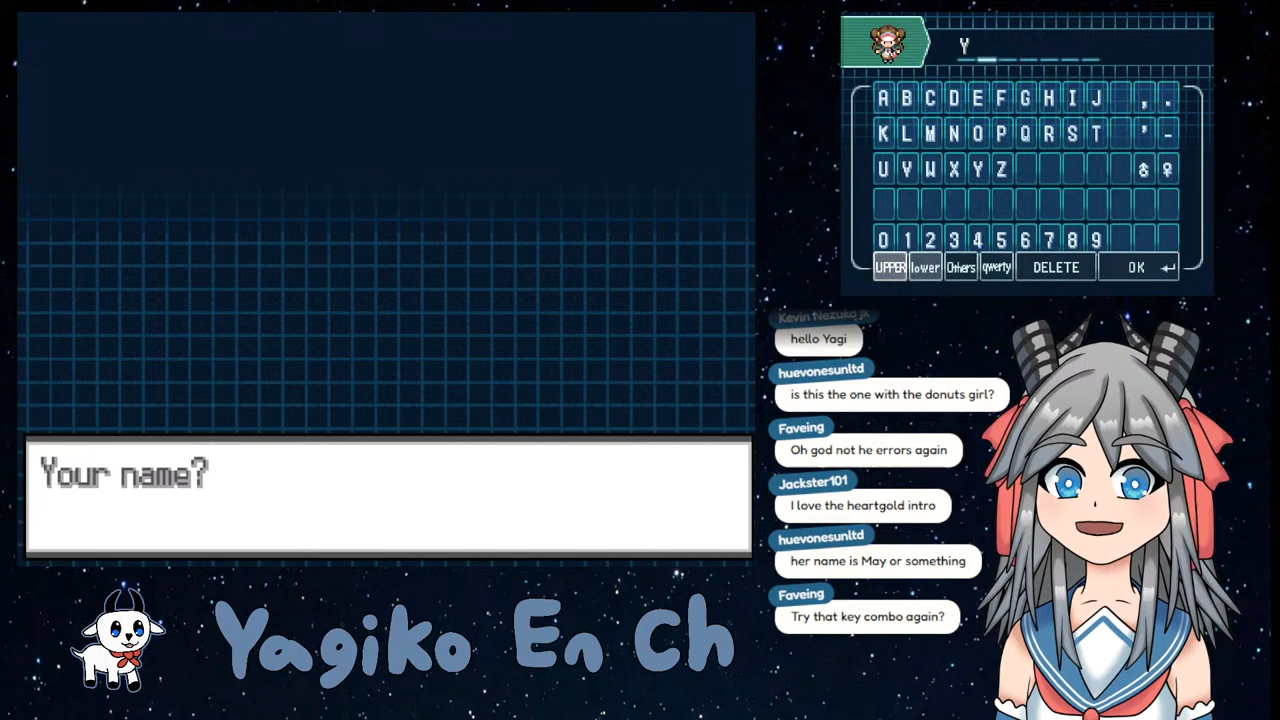 Y
A B C D E F G H I J , .
K L M N O P Q R S T ' -
U V W X Y Z ♂ ♀
0 1 2 3 4 5 6 7 8 9
UPPER lower Others qwerty DELETE OK
Your name?
Kevin Nezuko jk
hello Yagi
huevonesunltd
is this the one with the donuts girl?
Faveing
Oh god not he errors again
Jackster101
I love the heartgold intro
huevonesunltd
her name is May or something
Faveing
Try that key combo again?
Yagiko En Ch